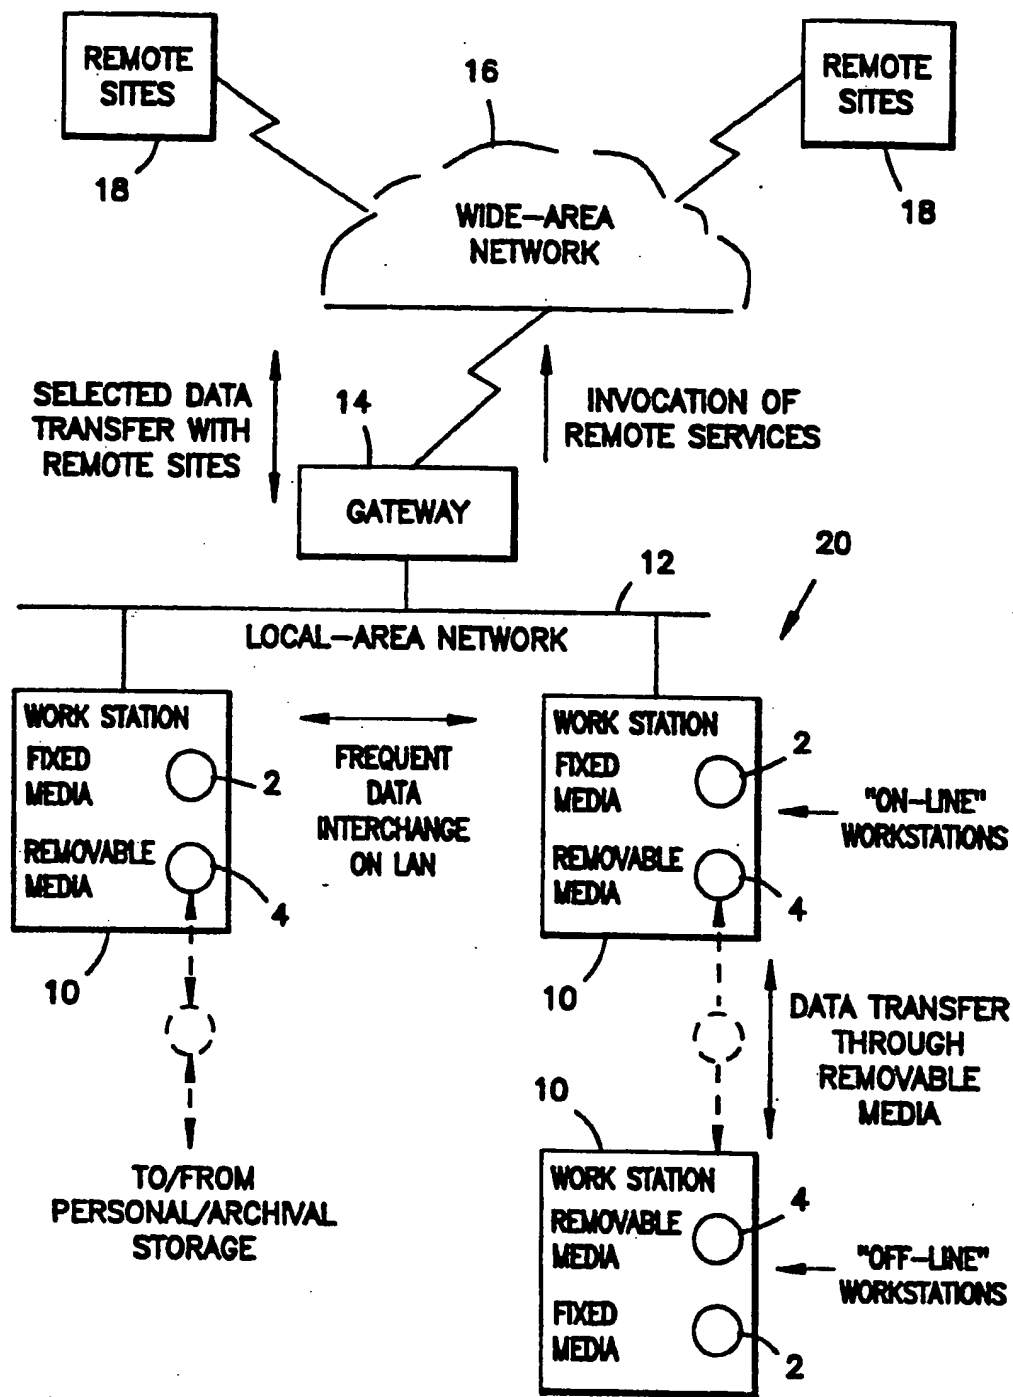 REMOTE
SITES
18
16
REMOTE
SITES
18
WIDE-AREA
NETWORK
SELECTED DATA
TRANSFER WITH
REMOTE SITES
14
INVOCATION OF
REMOTE SERVICES
GATEWAY
20
12
LOCAL-AREA NETWORK
WORK STATION
FIXED
MEDIA
2
REMOVABLE
MEDIA
4
10
FREQUENT
DATA
INTERCHANGE
ON LAN
WORK STATION
FIXED
MEDIA
2
REMOVABLE
MEDIA
4
10
"ON-LINE"
WORKSTATIONS
DATA TRANSFER
THROUGH
REMOVABLE
MEDIA
TO/FROM
PERSONAL/ARCHIVAL
STORAGE
10
WORK STATION
REMOVABLE
MEDIA
4
FIXED
MEDIA
2
"OFF-LINE"
WORKSTATIONS